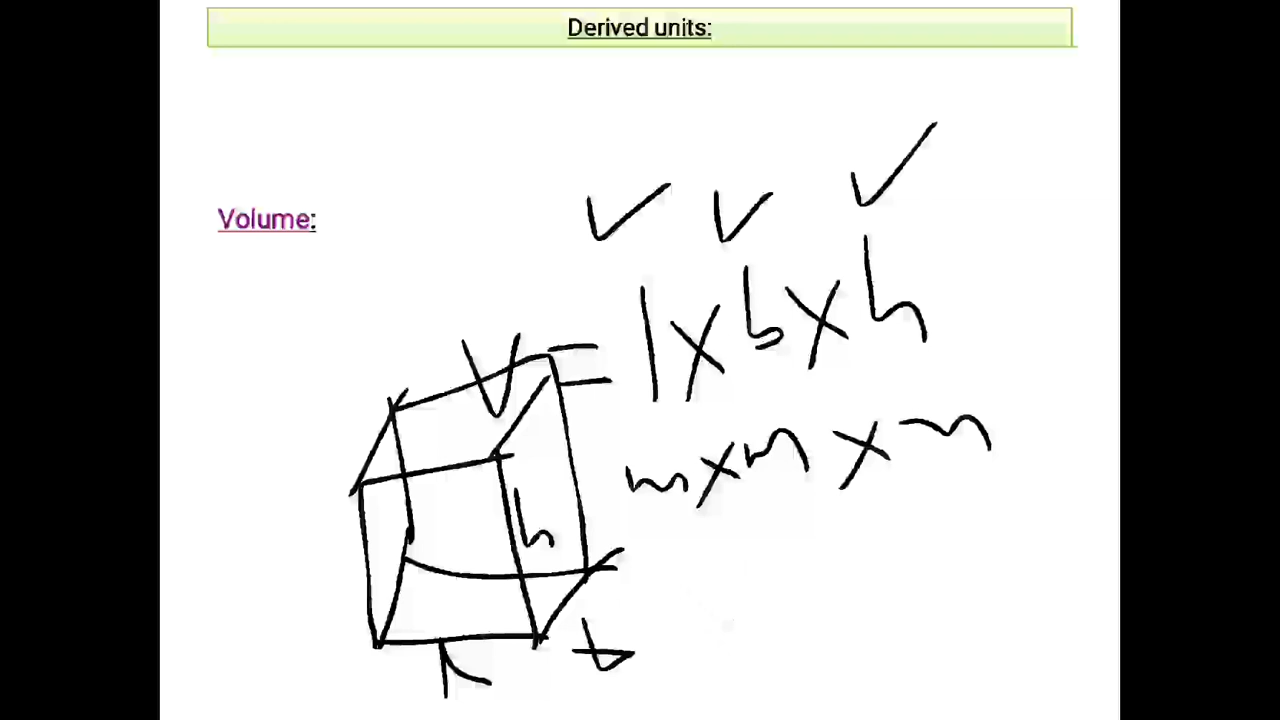 Derived units:
Volume:
V = l x b x h
m x m x m
h
b